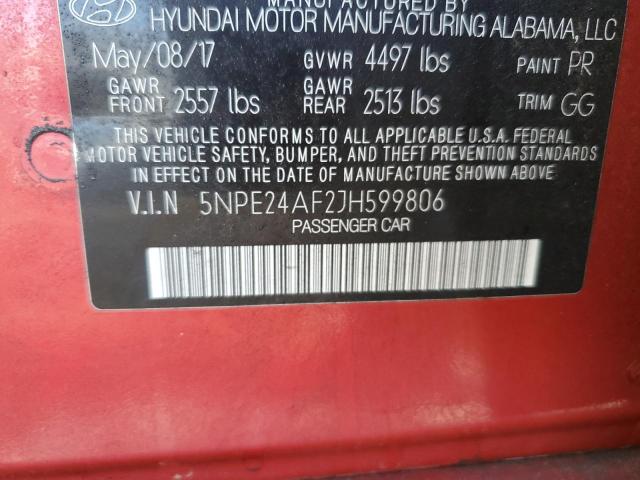 MANUFACTURED BY
HYUNDAI MOTOR MANUFACTURING ALABAMA, LLC
May/08/17 GVWR 4497 lbs PAINT PR
GAWR FRONT 2557 lbs GAWR REAR 2513 lbs TRIM GG
THIS VEHICLE CONFORMS TO ALL APPLICABLE U.S.A. FEDERAL
MOTOR VEHICLE SAFETY, BUMPER, AND THEFT PREVENTION STANDARDS
IN EFFECT ON THE DATE OF MANUFACTURE SHOWN ABOVE.
V.I.N 5NPE24AF2JH599806
PASSENGER CAR